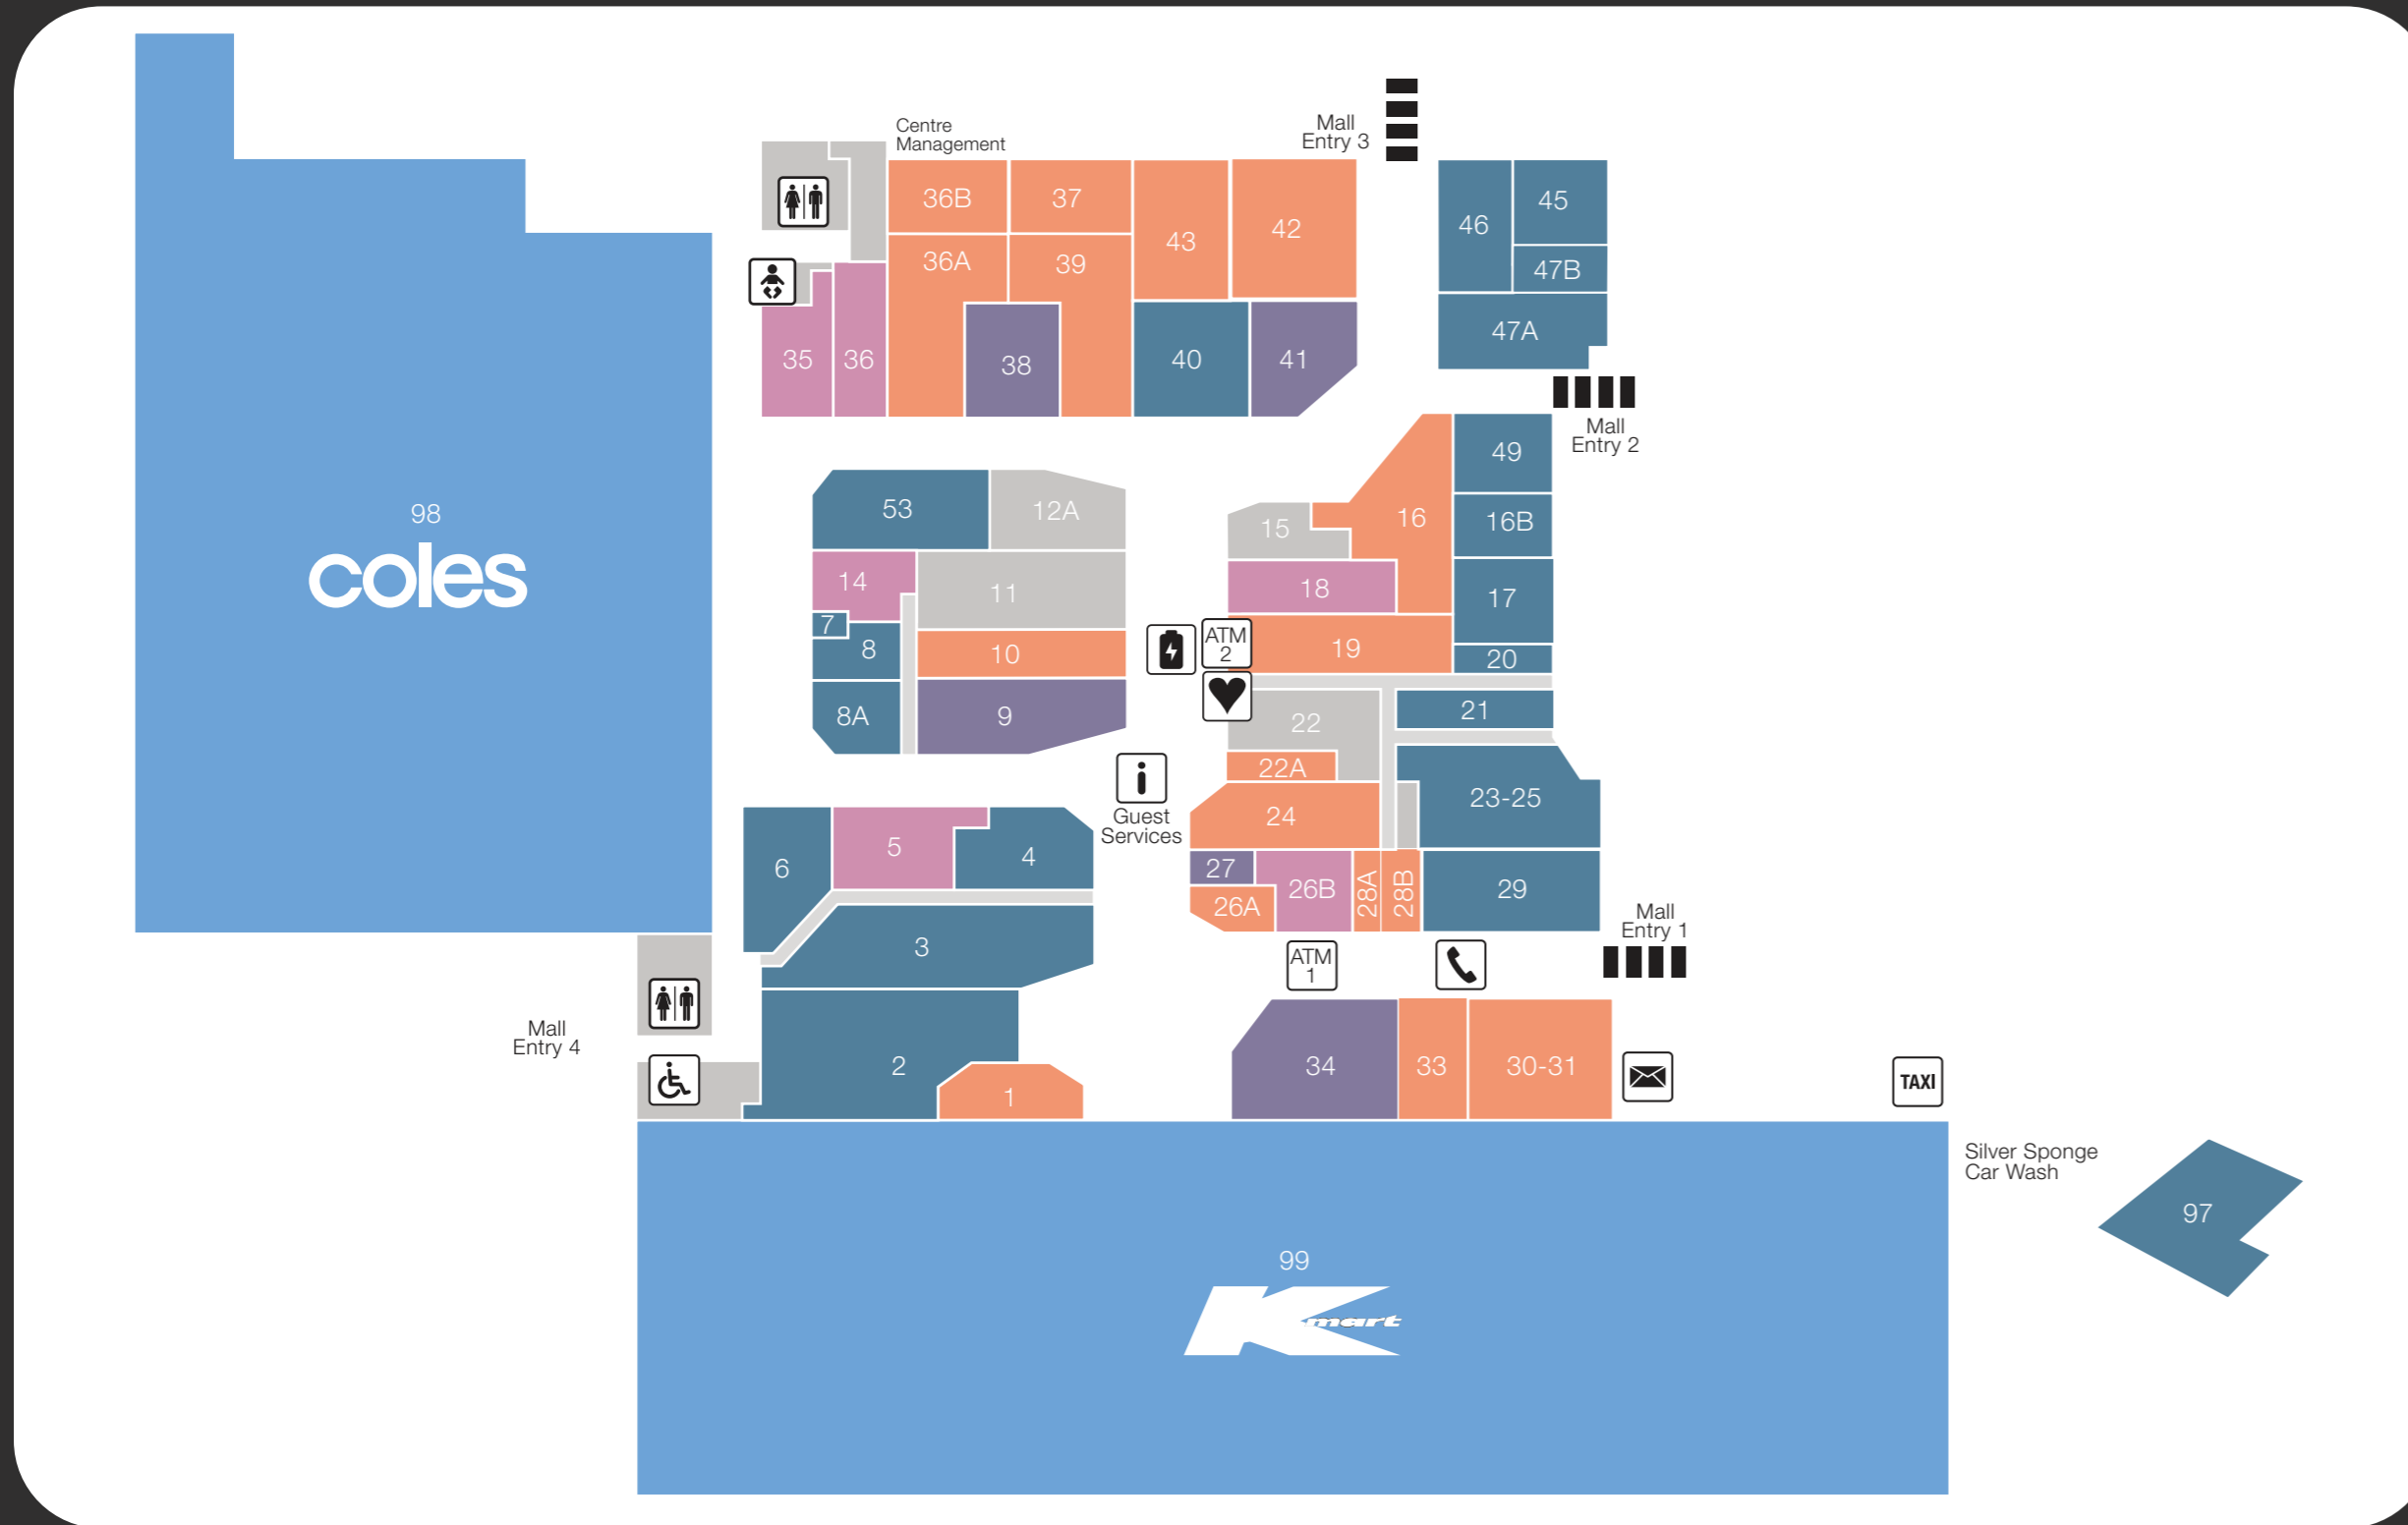 Centre
Management
Mall
Entry 3
36B
37
43
42
46
45
47B
36A
39
47A
35
36
38
40
41
Mall
Entry 2
49
98
coles
53
12A
15
16
16B
14
11
18
17
7
8
10
ATM
2
19
20
8A
9
22
21
22A
23-25
Guest
Services
24
6
5
4
27
26A
26B
28A
28B
29
Mall
Entry 1
3
ATM
1
Mall
Entry 4
2
1
34
33
30-31
TAXI
Silver Sponge
Car Wash
97
99
Kmart